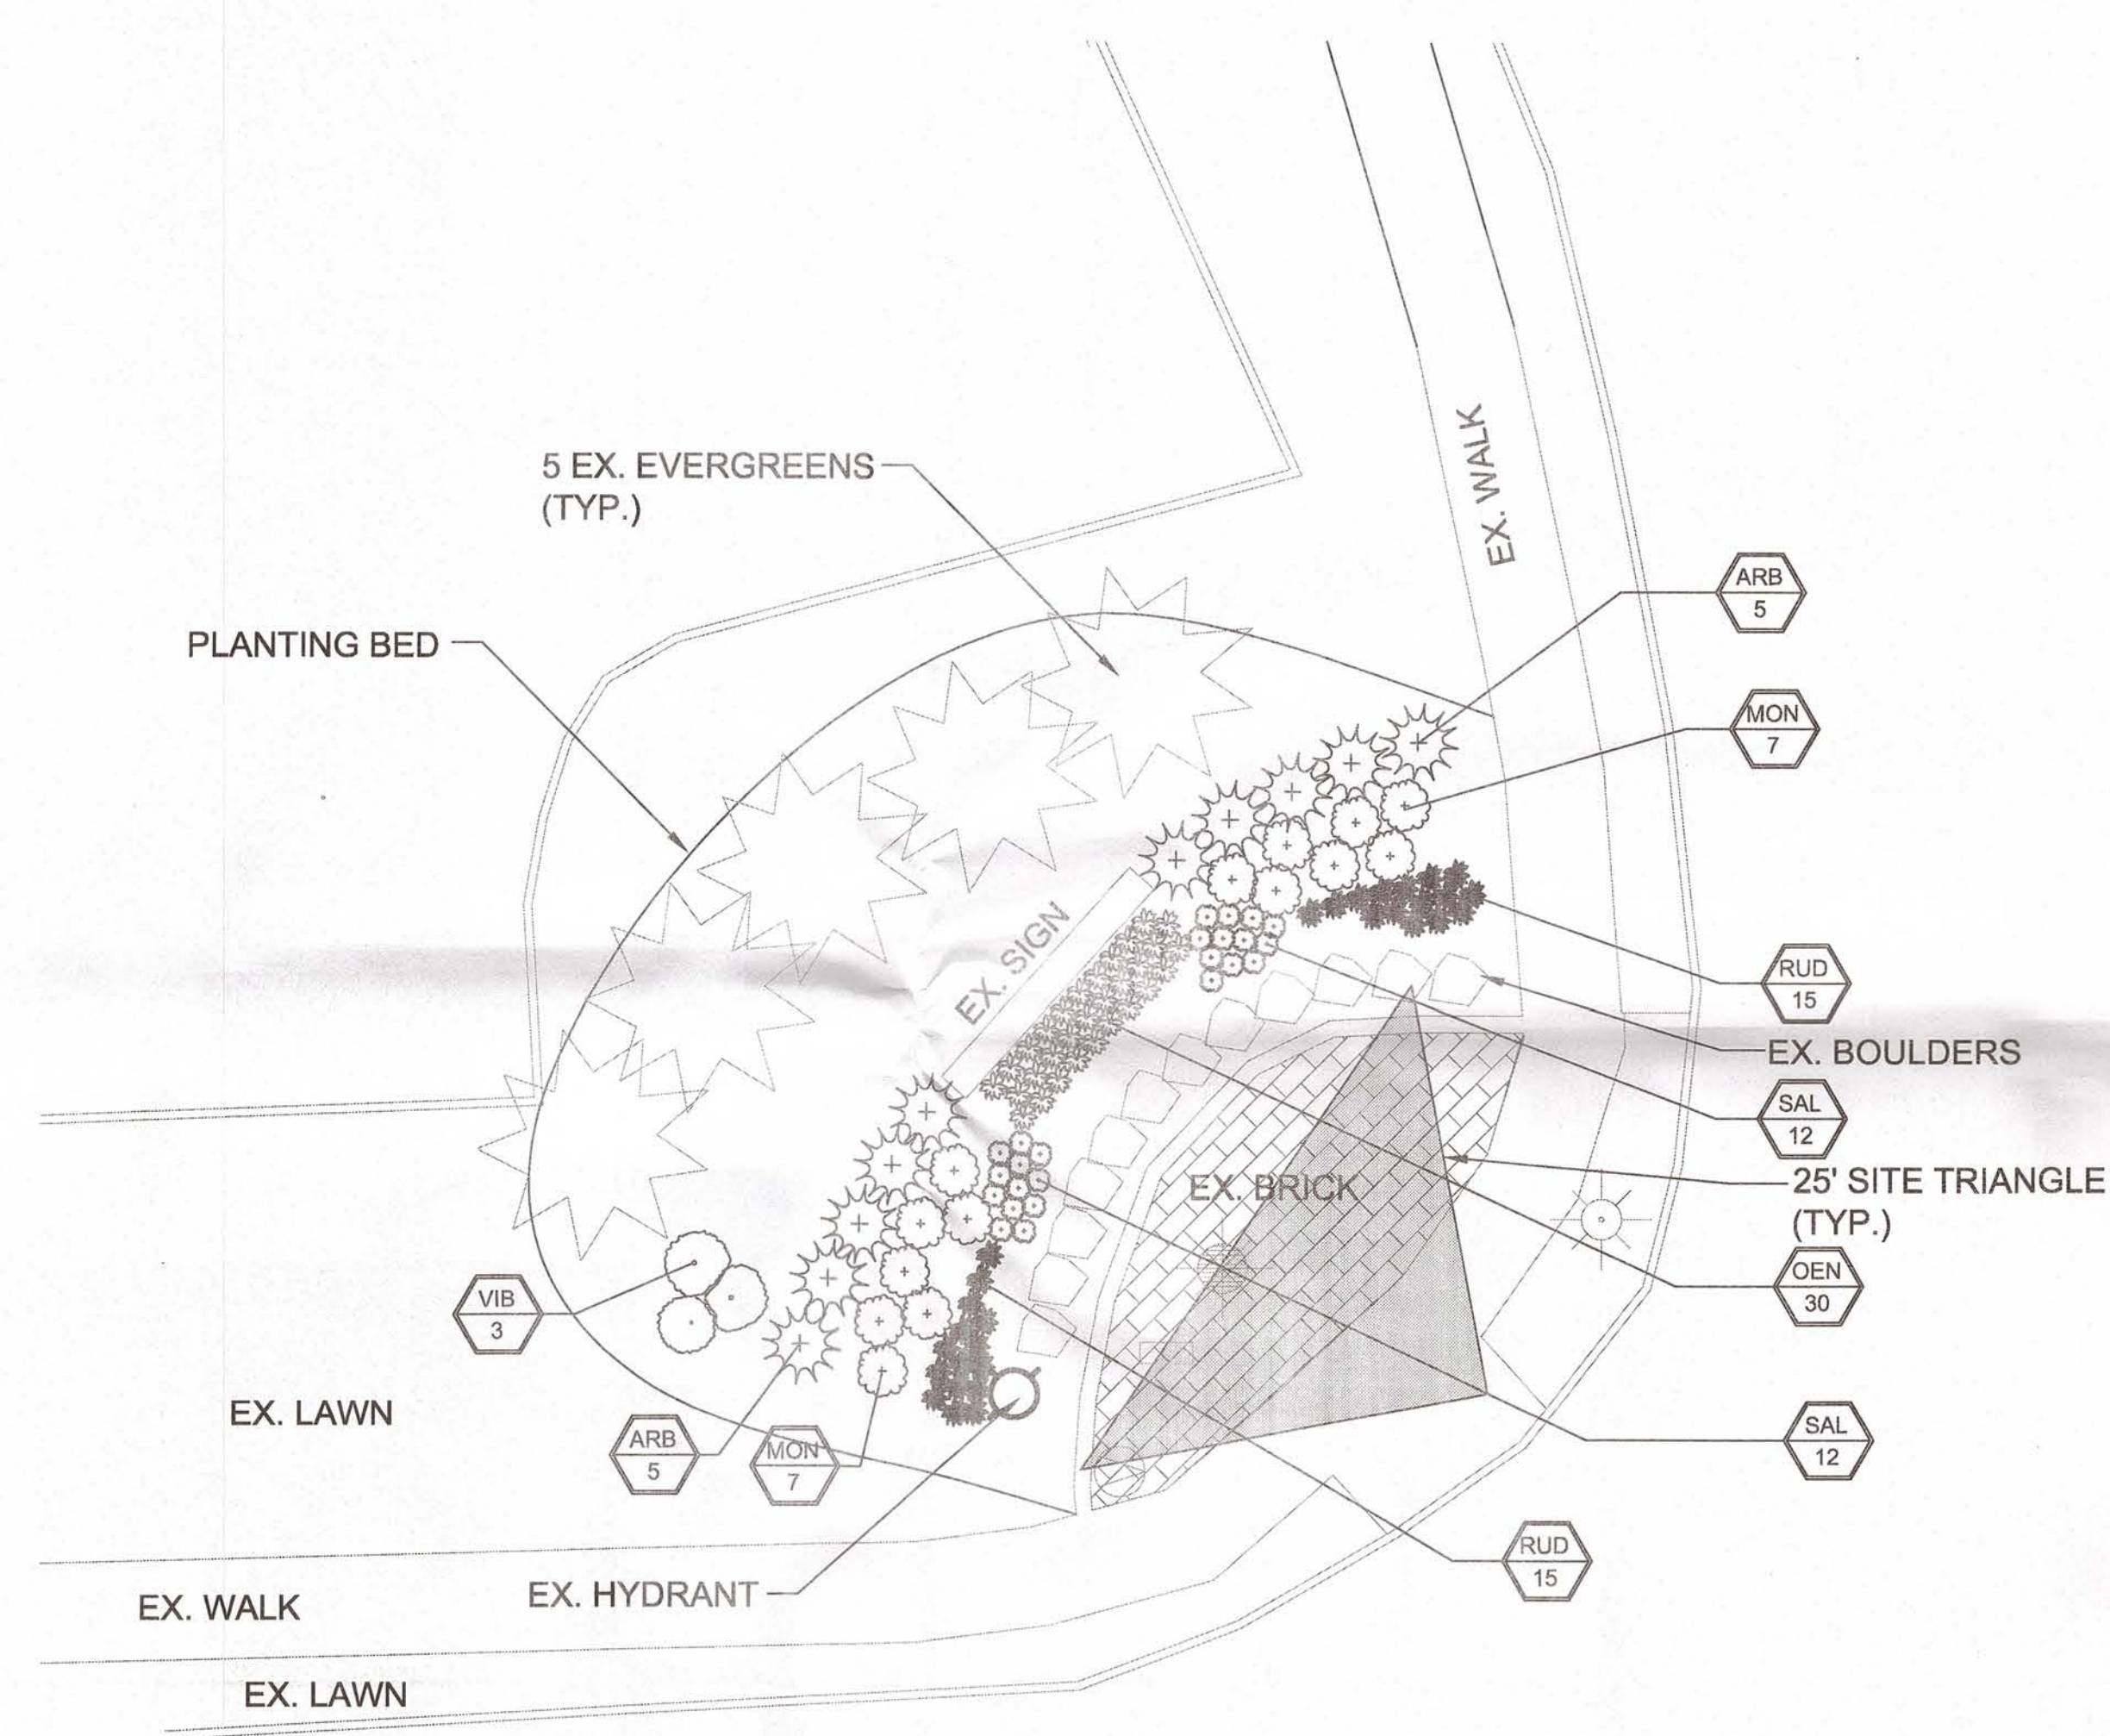 EX. WALK
5 EX. EVERGREENS
(TYP.)
ARB
5
PLANTING BED
MON
7
EX. SIGN
RUD
15
EX. BOULDERS
SAL
12
25' SITE TRIANGLE
(TYP.)
EX. BRICK
OEN
30
VIB
3
EX. LAWN
ARB
5
MON
7
SAL
12
RUD
15
EX. HYDRANT
EX. WALK
EX. LAWN